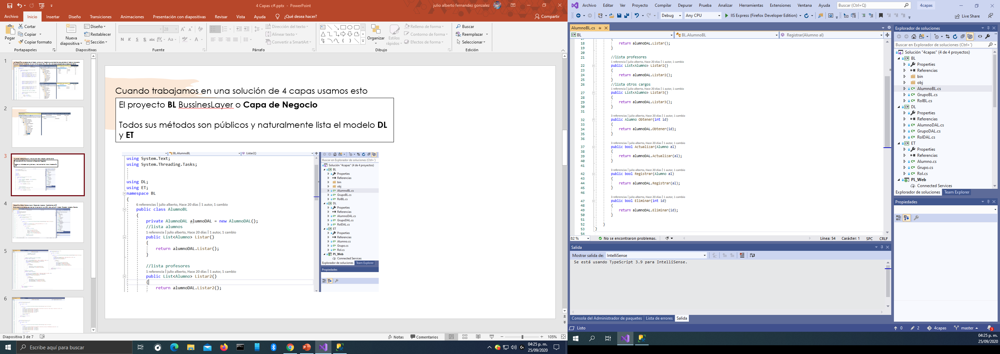 4 Capas c#.pptx - PowerPoint
julio alberto fernandez gonzalez
Archivo
Inicio
Insertar
Diseño
Transiciones
Animaciones
Presentación con diapositivas
Revisar
Vista
Ayuda
¿Qué desea hacer?
Compartir
Pegar
Cortar
Copiar
Copiar formato
Portapapeles
Nueva
diapositiva
Diseño
Restablecer
Sección
Diapositivas
28
N K S S abc AV Aa A
Fuente
Dirección del texto
Alinear texto
Convertir a SmartArt
Párrafo
Organizar
Estilos
rápidos
Relleno de forma
Contorno de forma
Efectos de forma
Dibujo
Buscar
Reemplazar
Seleccionar
Edición
1
2
3
4
5
6
Cuando trabajamos en una solución de 4 capas usamos esto
El proyecto BL BussinesLayer o Capa de Negocio
Todos sus métodos son públicos y naturalmente lista el modelo DL
y ET
BL.AlumnoBL
Listar2()
using System.Text;
using System.Threading.Tasks;
using DL;
using ET;
namespace BL
{
6 referencias | julio alberto, Hace 20 días | 1 autor, 1 cambio
public class AlumnoBL
{
private AlumnoDAL alumnoDAL = new AlumnoDAL();
//lista alumnos
1 referencia | julio alberto, Hace 20 días | 1 autor, 1 cambio
public List<Alumno> Listar()
{
return alumnoDAL.Listar();
}
//lista profesores
1 referencia | julio alberto, Hace 20 días | 1 autor, 1 cambio
public List<Alumno> Listar2()
{
return alumnoDAL.Listar2();
Buscar en Explorador de soluciones (Ctrl+´)
Solución "4capas" (4 de 4 proyectos)
BL
Properties
Referencias
bin
obj
AlumnoBL.cs
GrupoBL.cs
RolBL.cs
DL
Properties
Referencias
AlumnoDAL.cs
GrupoDAL.cs
RolDAL.cs
ET
Properties
Referencias
Alumno.cs
Grupo.cs
Rol.cs
PL_Web
Connected Services
Explorador de soluciones
Team Explorer
Propiedades
Diapositiva 3 de 7
Notas
Comentarios
105%
Escribe aquí para buscar
04:25 p. m.
25/09/2020
Archivo
Editar
Ver
Proyecto
Compilar
Depurar
Prueba
Analizar
Herramientas
Extensiones
Ventana
Ayuda
Buscar (Ctrl+Q)
4capas
Debug
Any CPU
IIS Express (Firefox Developer Edition)
Live Share
AlumnoBL.cs
BL
BL.AlumnoBL
Registrar(Alumno al)
17 {
18 return alumnoDAL.Listar();
19 }
20
21 //lista profesores
1 referencia | julio alberto, Hace 20 días | 1 autor, 1 cambio
22 public List<Alumno> Listar2()
23 {
24 return alumnoDAL.Listar2();
25 }
26 //lista otros cargos
1 referencia | julio alberto, Hace 20 días | 1 autor, 1 cambio
27 public List<Alumno> Listar3()
28 {
29 return alumnoDAL.Listar3();
30 }
31
3 referencias | julio alberto, Hace 20 días | 1 autor, 1 cambio
32 public Alumno Obtener(int id)
33 {
34 return alumnoDAL.Obtener(id);
35 }
36
3 referencias | julio alberto, Hace 20 días | 1 autor, 1 cambio
37 public bool Actualizar(Alumno al)
38 {
39 return alumnoDAL.Actualizar(al);
40 }
41
3 referencias | julio alberto, Hace 20 días | 1 autor, 1 cambio
42 public bool Registrar(Alumno al)
43 {
44 return alumnoDAL.Registrar(al);
45 }
46
3 referencias | julio alberto, Hace 20 días | 1 autor, 1 cambio
47 public bool Eliminar(int id)
48 {
49 return alumnoDAL.Eliminar(id);
50 }
51
52 }
53 }
54
82 %
No se encontraron problemas.
Línea: 54
Carácter: 1
SPC
CRLF
Salida
Mostrar salida de:
IntelliSense
Se está usando TypeScript 3.9 para IntelliSense.
Consola del Administrador de paquetes
Lista de errores
Salida
Explorador de soluciones
Buscar en Explorador de soluciones (Ctrl+´)
Solución "4capas" (4 de 4 proyectos)
BL
Properties
Referencias
bin
obj
AlumnoBL.cs
GrupoBL.cs
RolBL.cs
DL
Properties
Referencias
AlumnoDAL.cs
GrupoDAL.cs
RolDAL.cs
ET
Properties
Referencias
Alumno.cs
Grupo.cs
Rol.cs
PL_Web
Connected Services
Explorador de soluciones
Team Explorer
Propiedades
Listo
0
2
4capas
master
3
04:25 p. m.
25/09/2020